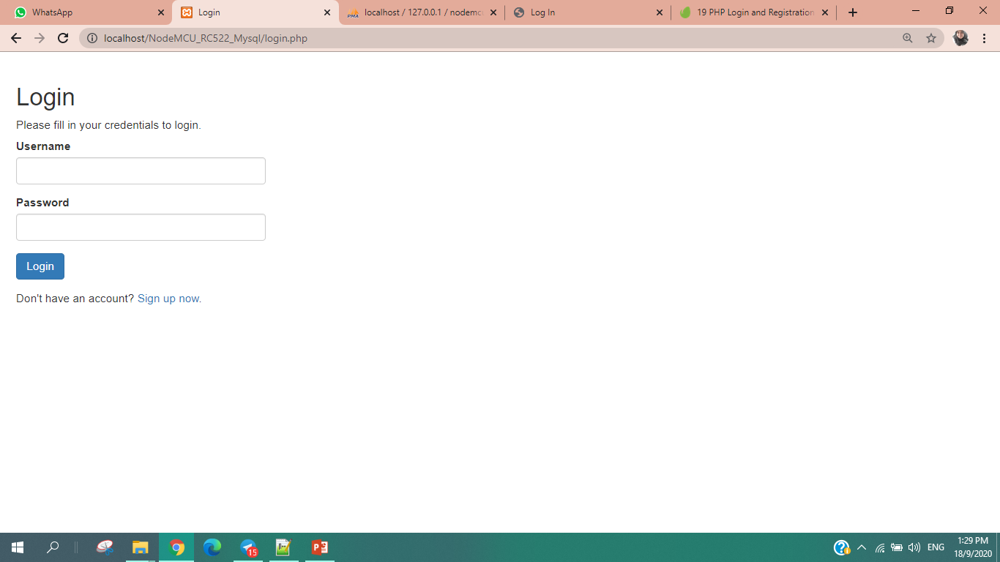 WhatsApp
Login
PMA
localhost / 127.0.0.1 / nodemc
Log In
19 PHP Login and Registration
localhost/NodeMCU_RC522_Mysql/login.php
Login
Please fill in your credentials to login.
Username
Password
Login
Don't have an account? Sign up now.
15
ENG
1:29 PM
18/9/2020